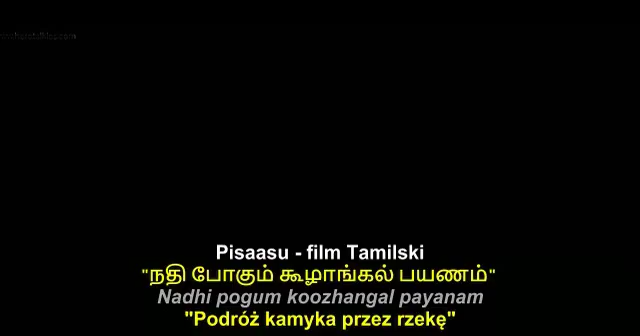 Pisaasu - film Tamilski
"நதி போகும் கூழாங்கல் பயணம்"
Nadhi pogum koozhangal payanam
"Podróż kamyka przez rzekę"